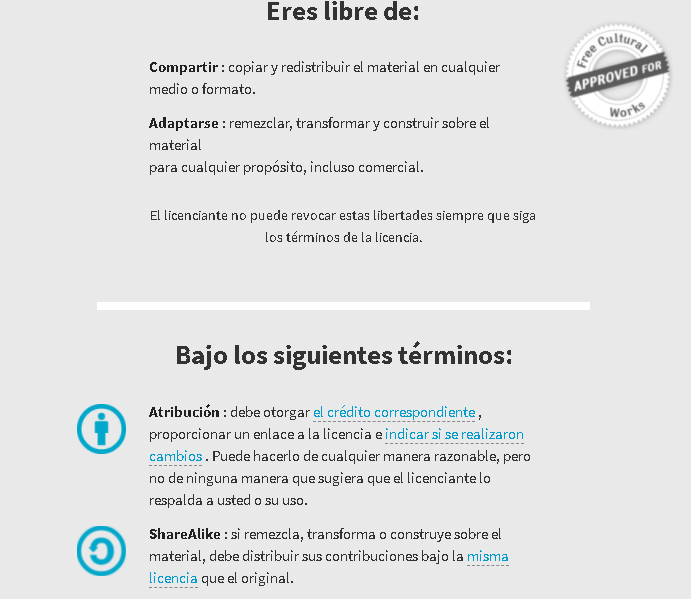 Eres libre de:
Free Cultural
APPROVED FOR
Works
Compartir : copiar y redistribuir el material en cualquier
medio o formato.
Adaptarse : remezclar, transformar y construir sobre el
material
para cualquier propósito, incluso comercial.
El licenciante no puede revocar estas libertades siempre que siga
los términos de la licencia.
Bajo los siguientes términos:
Atribución : debe otorgar el crédito correspondiente ,
proporcionar un enlace a la licencia e indicar si se realizaron
cambios . Puede hacerlo de cualquier manera razonable, pero
no de ninguna manera que sugiera que el licenciante lo
respalda a usted o su uso.
ShareAlike : si remezcla, transforma o construye sobre el
material, debe distribuir sus contribuciones bajo la misma
licencia que el original.